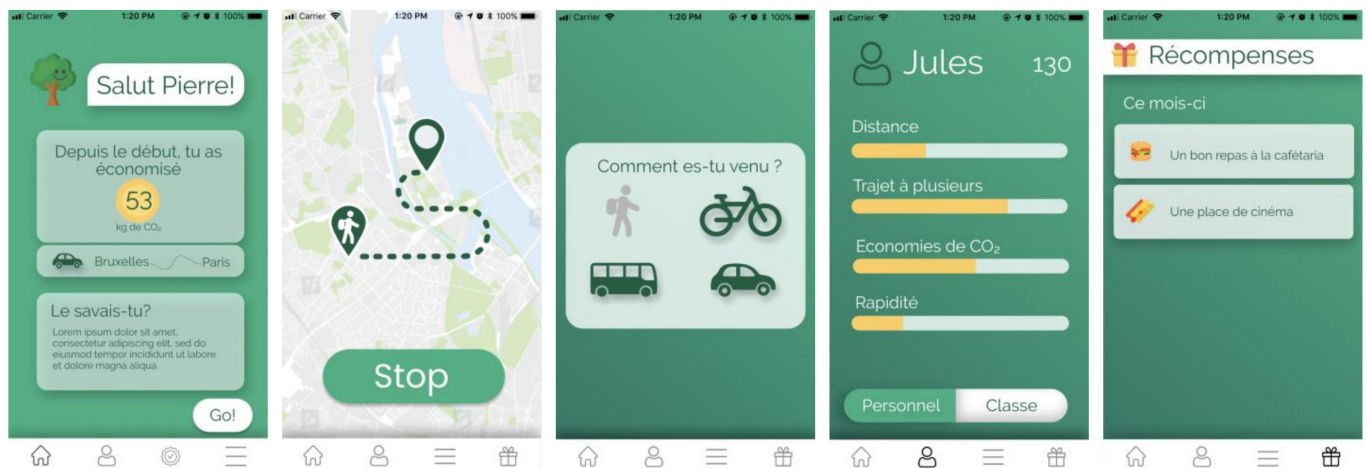 Carrier 1:20 PM 100%
Salut Pierre!
Depuis le début, tu as
économisé
53
kg de CO₂
Bruxelles Paris
Le savais-tu?
Lorem ipsum dolor sit amet,
consectetur adipiscing elit, sed do
eiusmod tempor incididunt ut labore
et dolore magna aliqua.
Go!
Carrier 1:20 PM 100%
Stop
Carrier 1:20 PM 100%
Comment es-tu venu ?
Carrier 1:20 PM 100%
Jules 130
Distance
Trajet à plusieurs
Economies de CO₂
Rapidité
Personnel Classe
Carrier 1:20 PM 100%
Récompenses
Ce mois-ci
Un bon repas à la cafétaria
Une place de cinéma